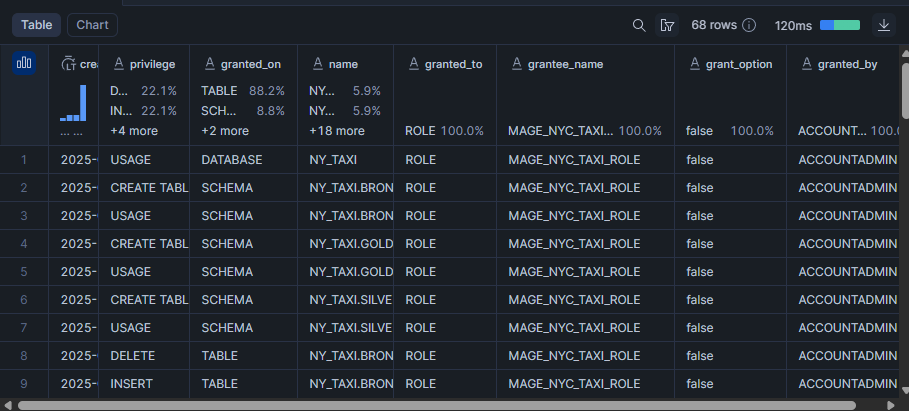 Table Chart 68 rows 120ms
LT crea A privilege A granted_on A name A granted_to A grantee_name A grant_option A granted_by
D... 22.1% TABLE 88.2% NY... 5.9%
IN... 22.1% SCH... 8.8% NY... 5.9%
... ... +4 more +2 more +18 more ROLE 100.0% MAGE_NYC_TAXI... 100.0% false 100.0% ACCOUNT... 100.0
1 2025- USAGE DATABASE NY_TAXI ROLE MAGE_NYC_TAXI_ROLE false ACCOUNTADMIN
2 2025- CREATE TABL SCHEMA NY_TAXI.BRON ROLE MAGE_NYC_TAXI_ROLE false ACCOUNTADMIN
3 2025- USAGE SCHEMA NY_TAXI.BRON ROLE MAGE_NYC_TAXI_ROLE false ACCOUNTADMIN
4 2025- CREATE TABL SCHEMA NY_TAXI.GOLD ROLE MAGE_NYC_TAXI_ROLE false ACCOUNTADMIN
5 2025- USAGE SCHEMA NY_TAXI.GOLD ROLE MAGE_NYC_TAXI_ROLE false ACCOUNTADMIN
6 2025- CREATE TABL SCHEMA NY_TAXI.SILVE ROLE MAGE_NYC_TAXI_ROLE false ACCOUNTADMIN
7 2025- USAGE SCHEMA NY_TAXI.SILVE ROLE MAGE_NYC_TAXI_ROLE false ACCOUNTADMIN
8 2025- DELETE TABLE NY_TAXI.BRON ROLE MAGE_NYC_TAXI_ROLE false ACCOUNTADMIN
9 2025- INSERT TABLE NY_TAXI.BRON ROLE MAGE_NYC_TAXI_ROLE false ACCOUNTADMIN